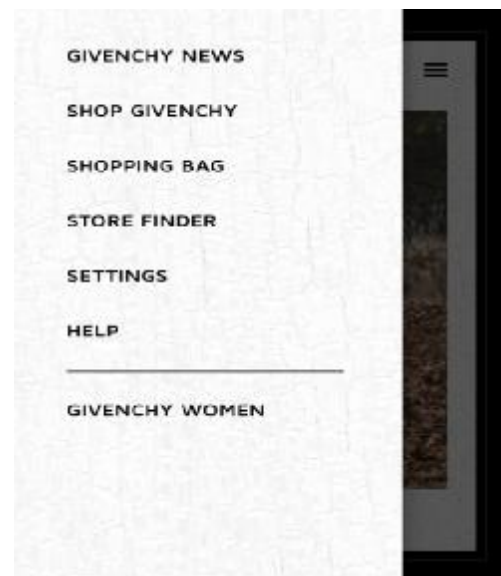 GIVENCHY NEWS
SHOP GIVENCHY
SHOPPING BAG
STORE FINDER
SETTINGS
HELP
GIVENCHY WOMEN